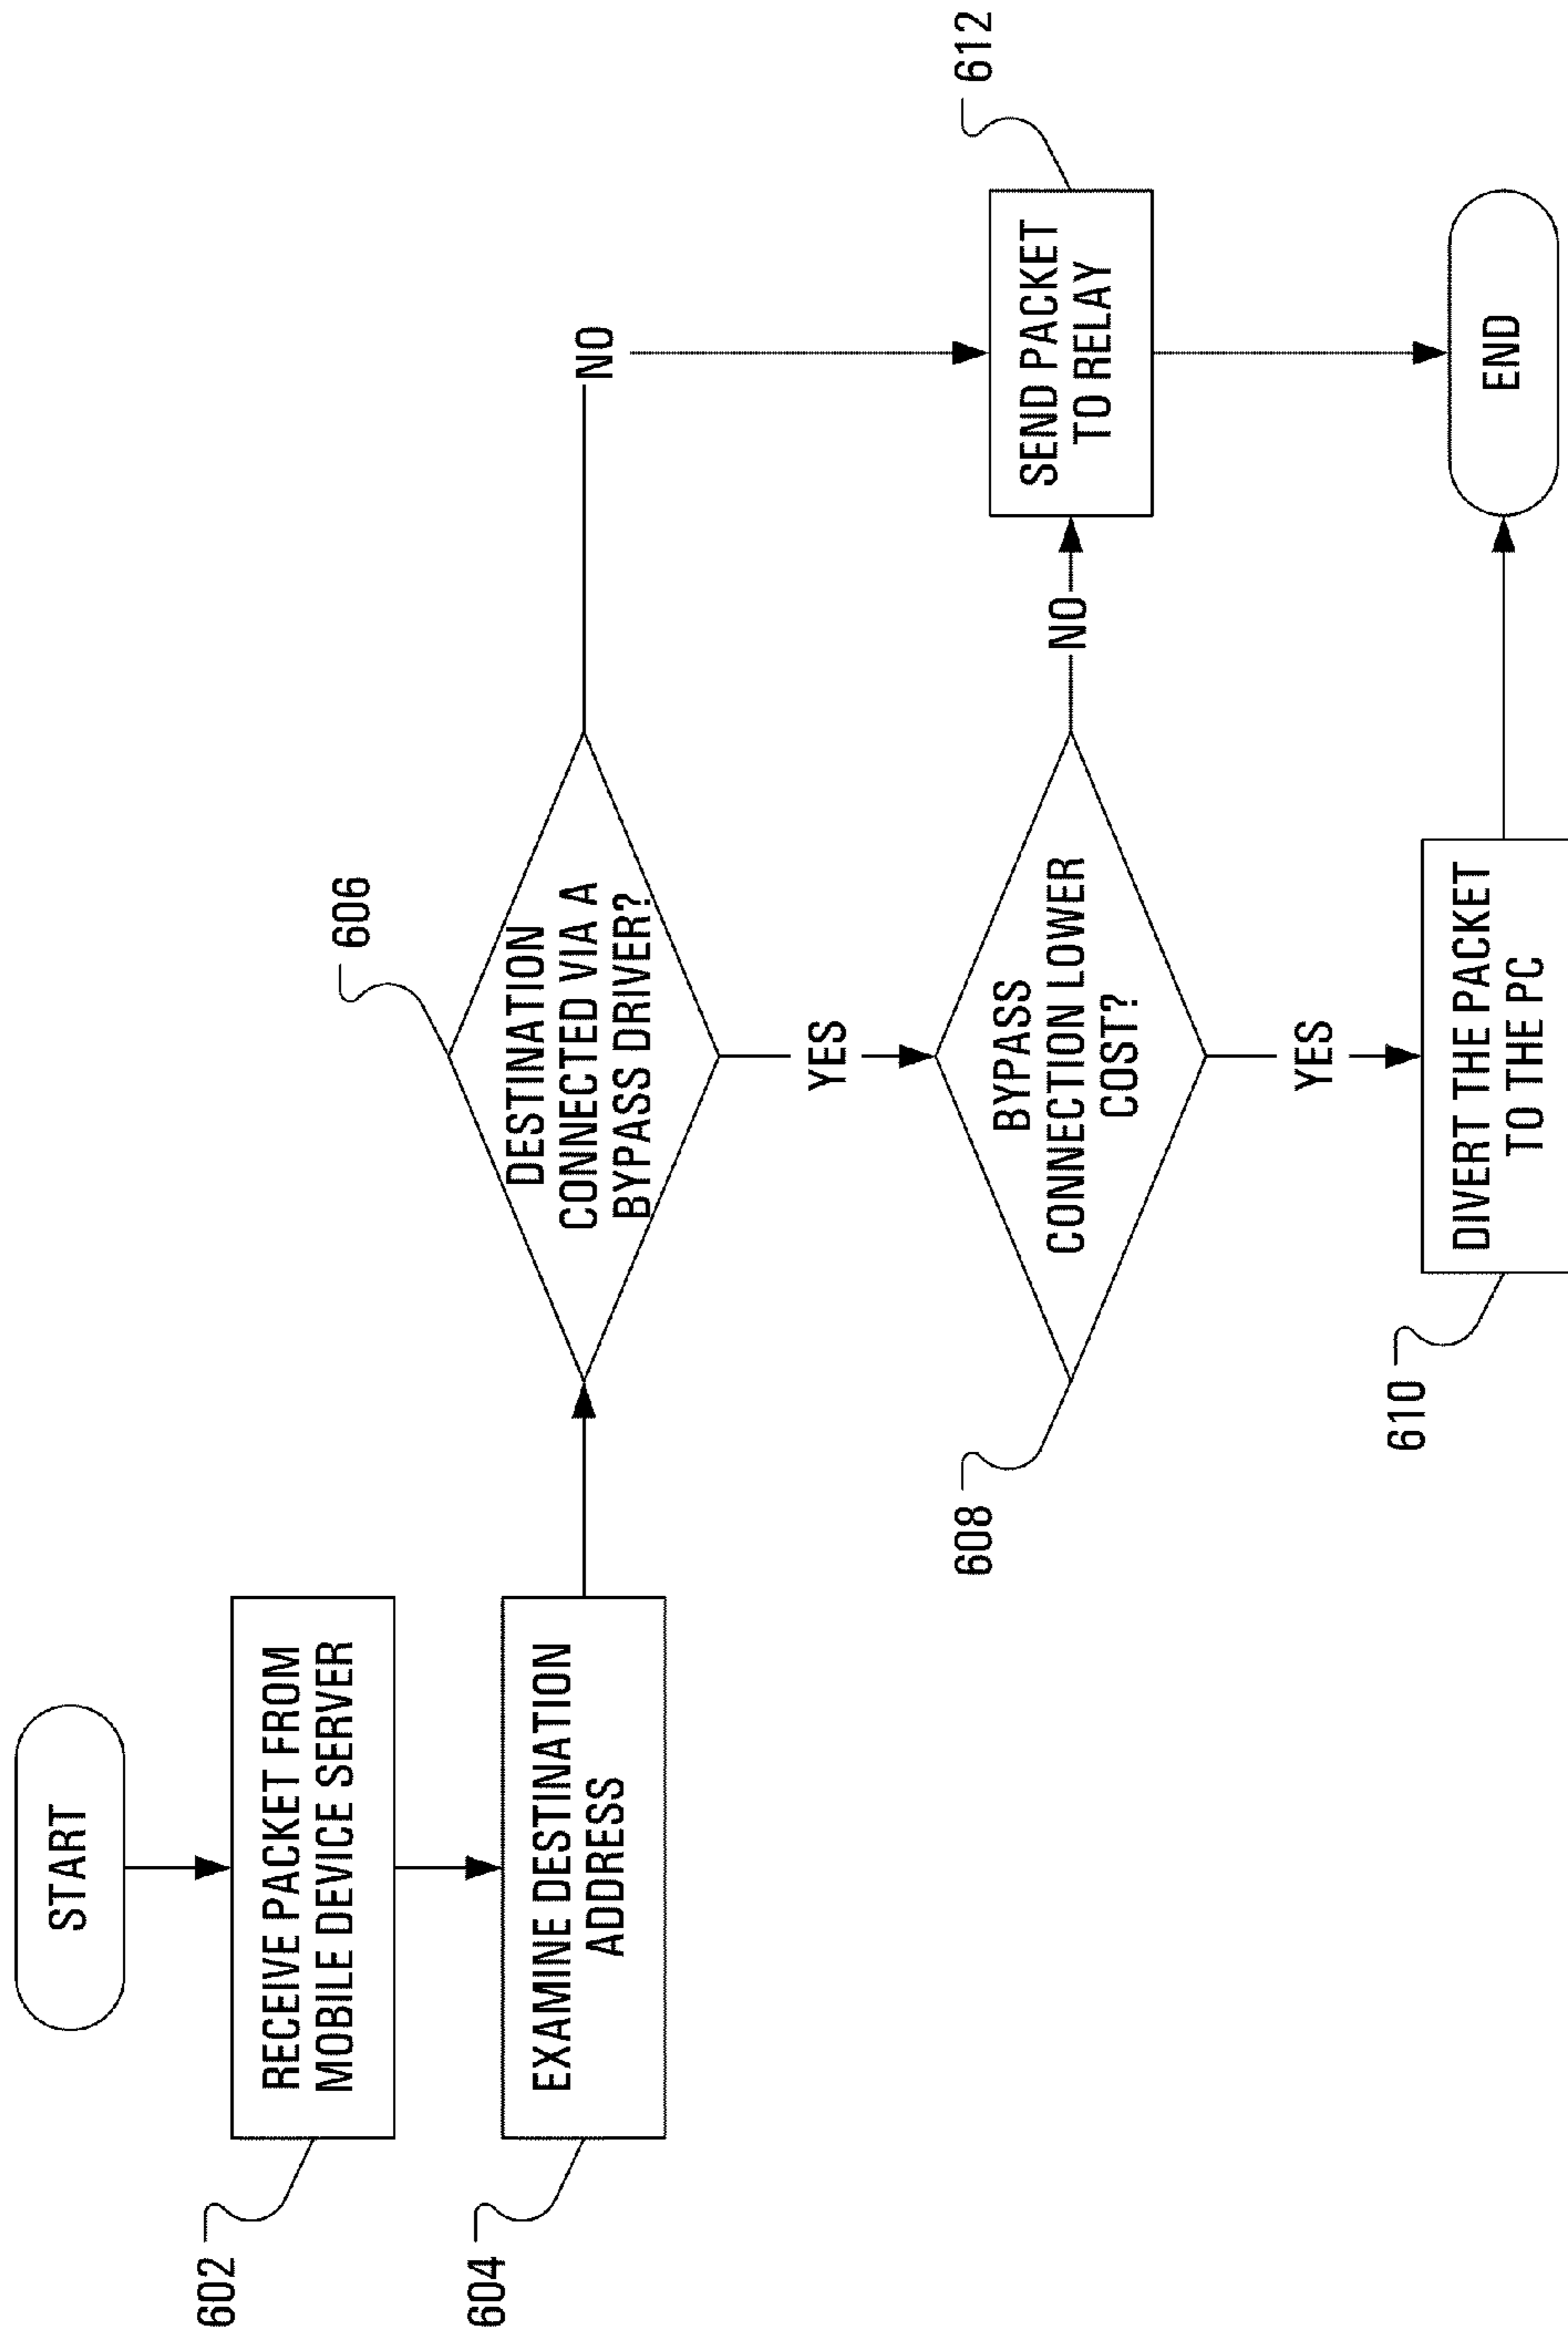 START
RECEIVE PACKET FROM
MOBILE DEVICE SERVER
602
EXAMINE DESTINATION
ADDRESS
604
606
DESTINATION
CONNECTED VIA A
BYPASS DRIVER?
NO
YES
608
BYPASS
CONNECTION LOWER
COST?
NO
612
SEND PACKET
TO RELAY
YES
610
DIVERT THE PACKET
TO THE PC
END